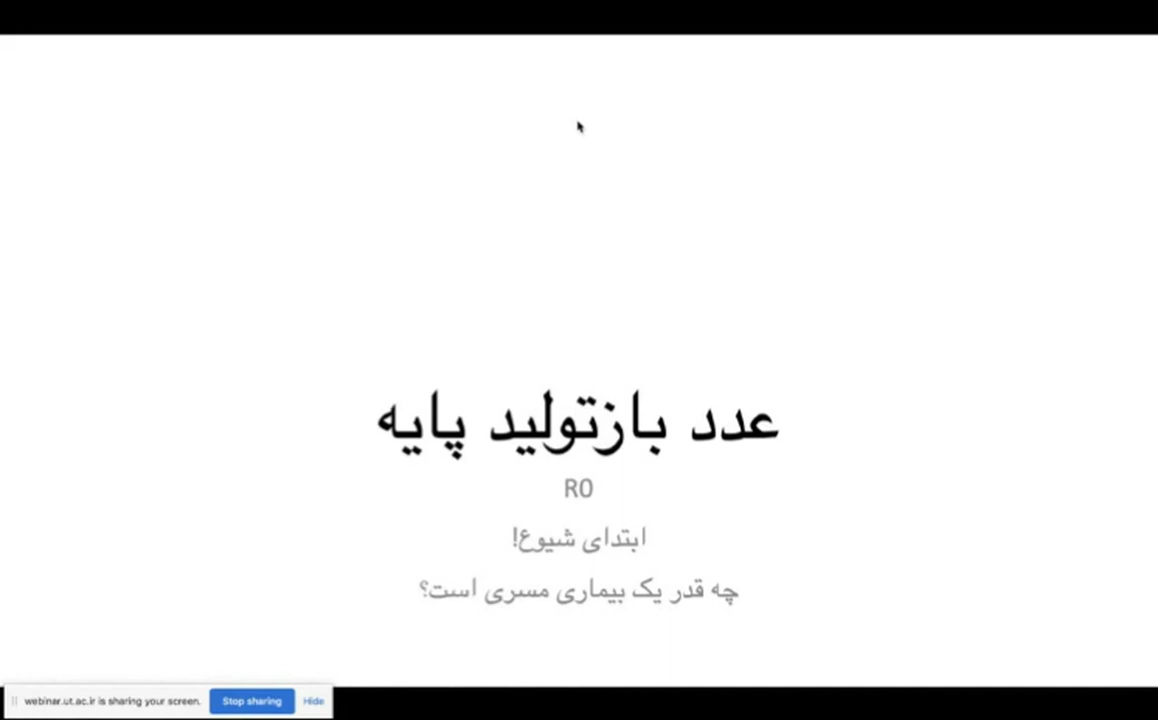 عدد بازتولید پایه
R0
ابتدای شیوع!
چه قدر یک بیماری مسری است؟
webinar.ut.ac.ir is sharing your screen. Stop sharing Hide